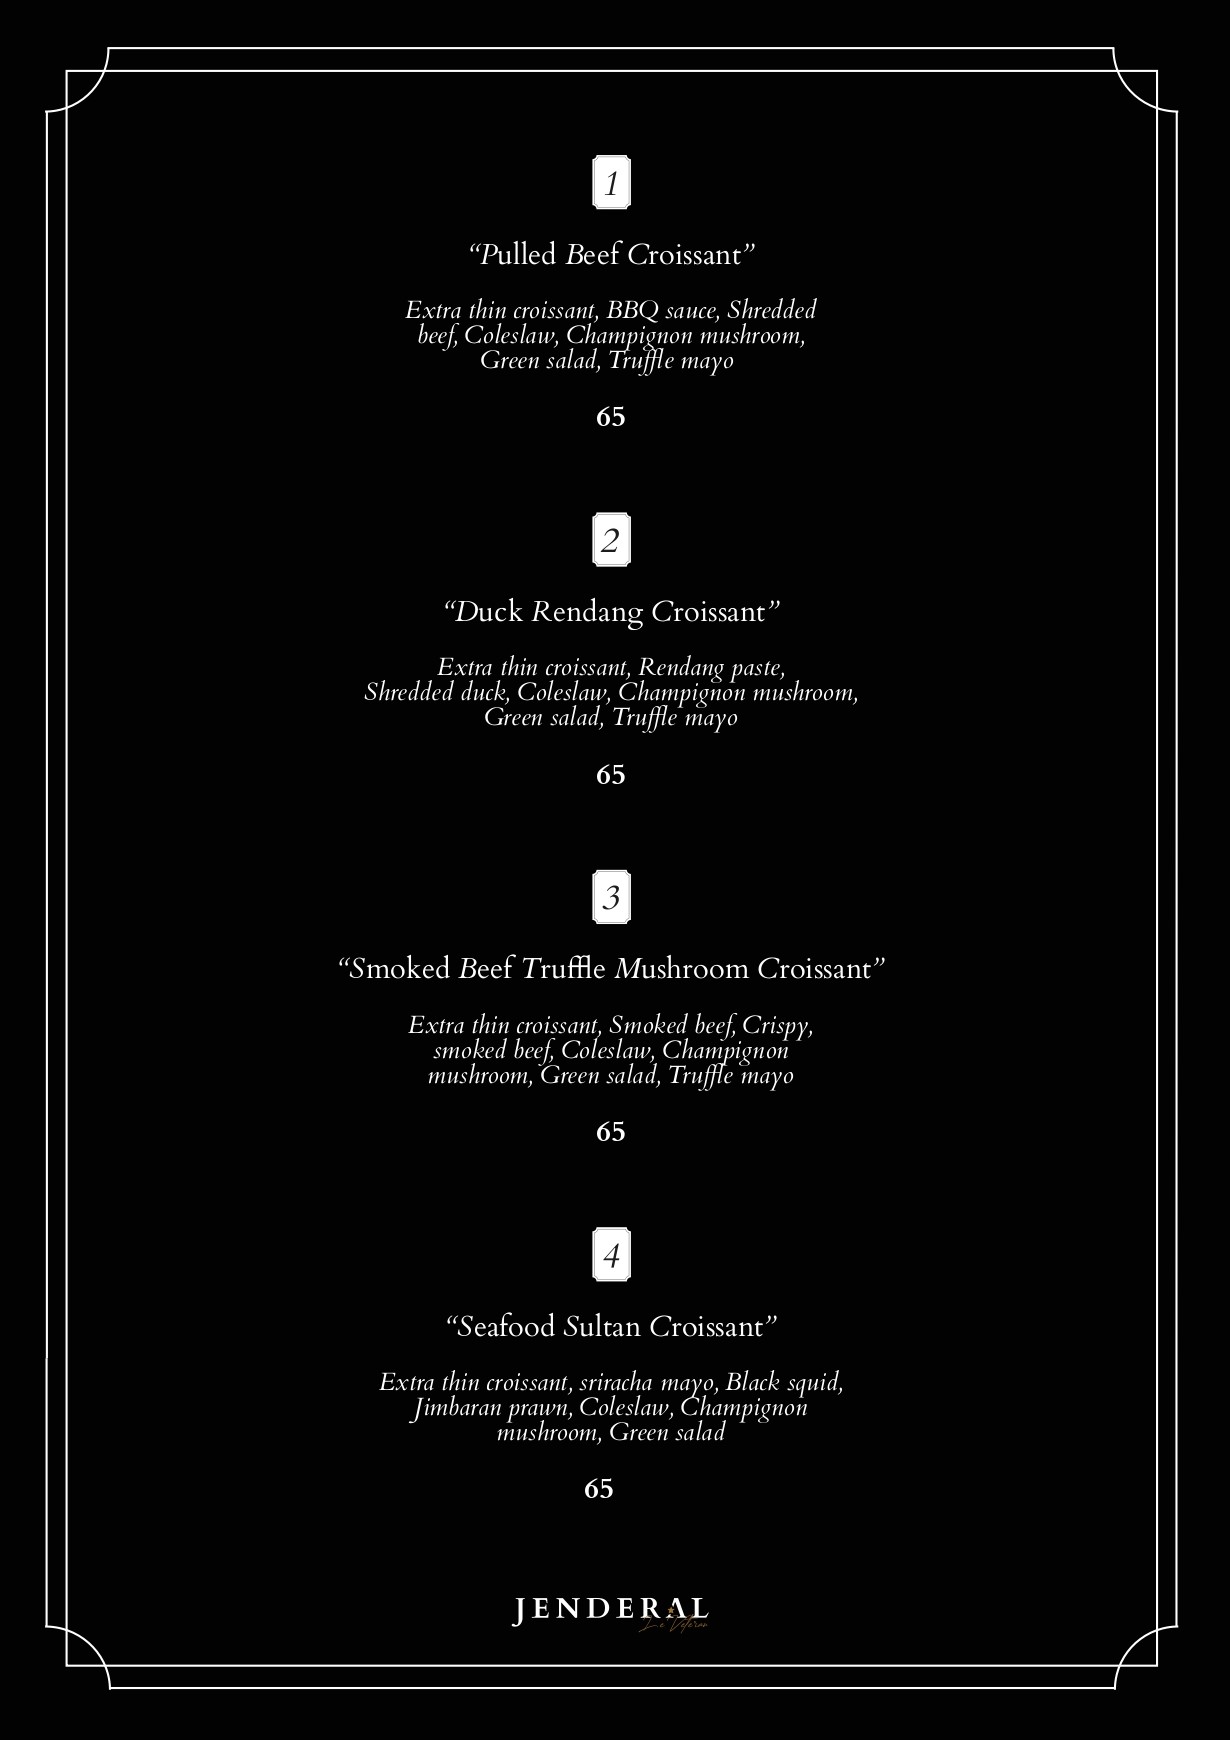 1
“Pulled Beef Croissant”
Extra thin croissant, BBQ sauce, Shredded
beef, Coleslaw, Champignon mushroom,
Green salad, Truffle mayo
65
2
“Duck Rendang Croissant”
Extra thin croissant, Rendang paste,
Shredded duck, Coleslaw, Champignon mushroom,
Green salad, Truffle mayo
65
3
“Smoked Beef Truffle Mushroom Croissant”
Extra thin croissant, Smoked beef, Crispy,
smoked beef, Coleslaw, Champignon
mushroom, Green salad, Truffle mayo
65
4
“Seafood Sultan Croissant”
Extra thin croissant, sriracha mayo, Black squid,
Jimbaran prawn, Coleslaw, Champignon
mushroom, Green salad
65
JENDERAL
Le Veteran